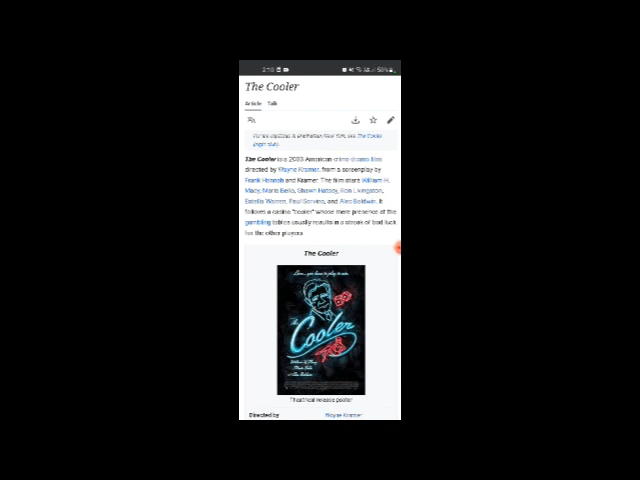 The Cooler
Article Talk
The Cooler is a 2003 American crime drama film
directed by Wayne Kramer, from a screenplay by
Frank Hannah and Kramer. The film stars William H.
Macy, Maria Bello, Shawn Hatosy, Ron Livingston,
Estella Warren, Paul Sorvino, and Alec Baldwin. It
follows a casino "cooler" whose mere presence at the
gambling tables usually results in a streak of bad luck
for the other players.
The Cooler
The
Cooler
Theatrical release poster
Directed by Wayne Kramer